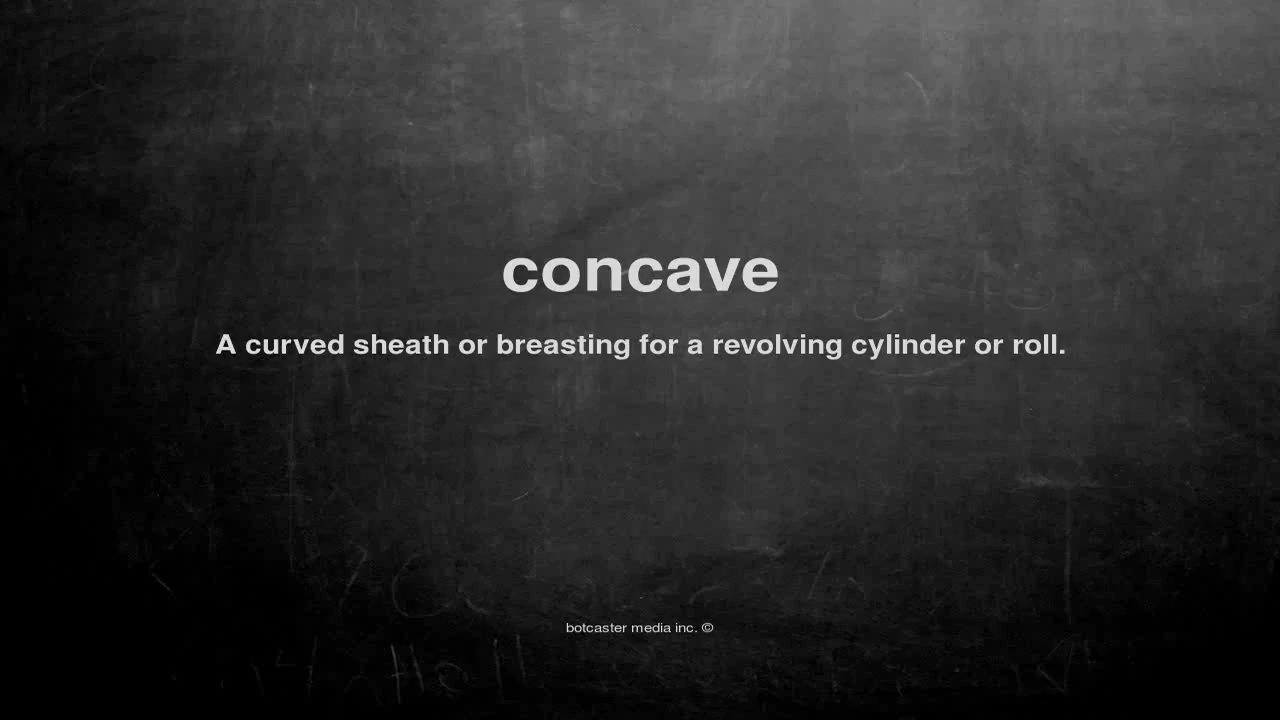 concave
A curved sheath or breasting for a revolving cylinder or roll.
botcaster media inc. ©